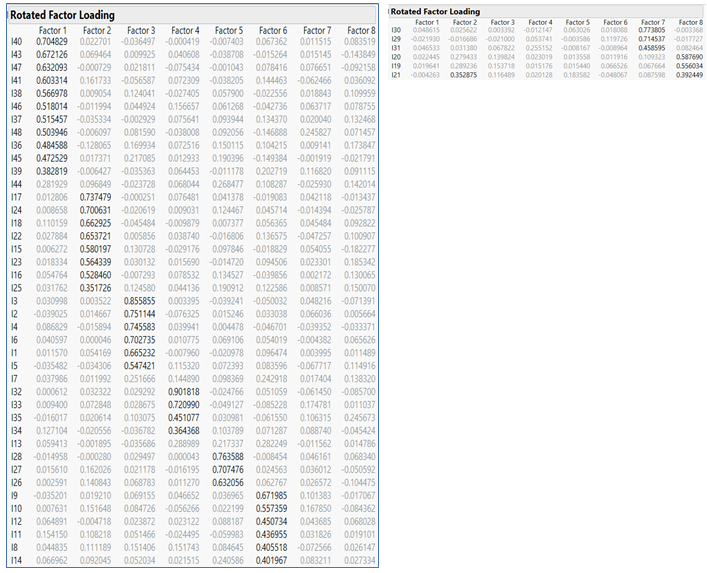 Rotated Factor Loading
Factor 1 Factor 2 Factor 3 Factor 4 Factor 5 Factor 6 Factor 7 Factor 8
I40 0.704829 0.022701 -0.036497 -0.000419 -0.007403 0.067362 0.011515 0.083519
I43 0.672126 0.069464 0.009925 0.040608 -0.038708 -0.015264 0.015145 -0.143849
I47 0.632093 -0.000729 0.021811 -0.075434 -0.001043 0.078416 0.076651 -0.092158
I41 0.603314 0.161733 -0.056587 0.072309 -0.038205 0.144463 -0.062466 0.036092
I38 0.566978 0.009054 0.124041 -0.027405 0.057900 -0.022556 0.018843 0.109959
I46 0.518014 -0.011994 0.044924 0.156657 0.061268 -0.042736 0.063717 -0.078755
I37 0.515457 -0.035334 -0.002929 0.075641 0.093944 0.134370 0.020040 0.132468
I48 0.503946 -0.006097 0.081590 -0.038008 0.092056 -0.146888 0.245827 0.071457
I36 0.484588 -0.128065 0.169934 0.072516 0.150115 0.104215 0.009141 -0.173847
I45 0.472529 0.017371 0.217085 0.012933 0.190396 -0.149384 -0.001919 -0.021791
I39 0.382819 -0.006427 -0.035363 0.064453 -0.011178 0.202719 0.116820 0.091115
I44 0.281929 0.096849 -0.023728 0.068044 0.268477 0.108287 -0.025930 0.142014
I17 0.012806 0.737479 -0.000251 0.076481 0.041378 -0.019083 0.042118 -0.013437
I24 0.008658 0.700631 -0.020619 0.009031 0.124467 0.045714 -0.014394 -0.025787
I18 0.110159 0.662925 -0.045484 -0.009879 0.007377 0.056365 0.045484 0.092822
I22 0.027884 0.653721 0.005856 0.038740 -0.016806 0.136575 -0.047257 0.100907
I15 0.006272 0.580197 0.130728 -0.029176 0.097846 -0.018829 0.054055 -0.182277
I23 0.018334 0.564339 0.030132 0.015690 -0.014720 0.094506 0.023301 0.185342
I16 0.054764 0.528460 -0.007293 0.078532 0.134527 -0.039856 0.002172 0.130065
I25 0.031762 0.351726 0.124580 0.044136 0.190912 0.122586 0.008571 0.150070
I3 0.030998 0.003522 0.855855 0.003395 -0.039241 -0.050032 0.048216 -0.071391
I2 -0.039025 0.014667 0.751144 -0.076325 0.015246 0.033038 0.066036 0.005664
I4 0.086829 -0.015894 0.745583 0.039941 0.004478 -0.046701 -0.039352 -0.033371
I6 0.040597 0.000046 0.702735 0.010775 0.069106 0.054019 -0.004382 0.065626
I1 0.011570 0.054169 0.665232 -0.007960 -0.020978 0.096474 0.003995 0.011489
I5 -0.035482 -0.034306 0.547421 0.115320 0.072393 0.083596 -0.067717 0.114916
I7 0.037986 0.011992 0.251666 0.144890 0.098369 0.242918 0.017404 0.138320
I32 0.000612 0.032322 0.029292 0.901818 -0.024766 0.051059 -0.061450 -0.085700
I33 0.009400 0.072848 0.028675 0.720990 -0.049127 -0.085228 0.174781 0.011037
I35 -0.016017 0.020614 0.103075 0.451077 0.030981 -0.061550 0.106315 0.245673
I34 0.127104 -0.020556 -0.036782 0.364368 0.103789 0.071287 0.088740 -0.045424
I13 0.059413 -0.001895 -0.035686 0.288989 0.217337 0.282249 -0.011562 0.014786
I28 -0.014958 -0.000280 0.029497 0.000043 0.763588 -0.008454 0.046161 0.068340
I27 0.015610 0.162026 0.021178 -0.016195 0.707476 0.024563 0.036012 -0.050592
I26 0.002591 0.140843 0.068783 0.011270 0.632056 0.062767 0.026572 -0.104475
I9 -0.035201 0.019210 0.069155 0.046652 0.036965 0.671985 0.101383 -0.017067
I10 0.007631 0.151648 0.084726 -0.056266 0.022199 0.557359 0.167850 -0.084362
I12 0.064891 -0.004718 0.023872 0.023122 0.088187 0.450734 0.043685 0.068028
I11 0.154150 0.108218 0.051466 -0.024495 -0.059983 0.436955 0.031826 0.019101
I8 0.044835 0.111189 0.151406 0.151743 0.084645 0.405518 -0.072566 0.026147
I14 0.066962 0.092045 0.052034 0.021515 0.240586 0.401967 0.083211 0.027334
Rotated Factor Loading
Factor 1 Factor 2 Factor 3 Factor 4 Factor 5 Factor 6 Factor 7 Factor 8
I30 0.048615 0.025622 0.003392 -0.012147 0.063026 0.018088 0.773805 -0.003368
I29 -0.021930 -0.016686 -0.021000 0.053741 -0.003586 0.119726 0.714537 -0.017727
I31 0.046533 0.031380 0.067822 0.255152 -0.008167 -0.008964 0.458595 0.082464
I20 0.022445 0.279433 0.139824 0.023019 0.013558 0.011916 0.109323 0.587690
I19 0.019641 0.289236 0.153718 0.015176 0.015440 0.066526 0.067664 0.556034
I21 -0.004263 0.352875 0.116489 0.020128 0.183582 -0.048067 0.087598 0.392449